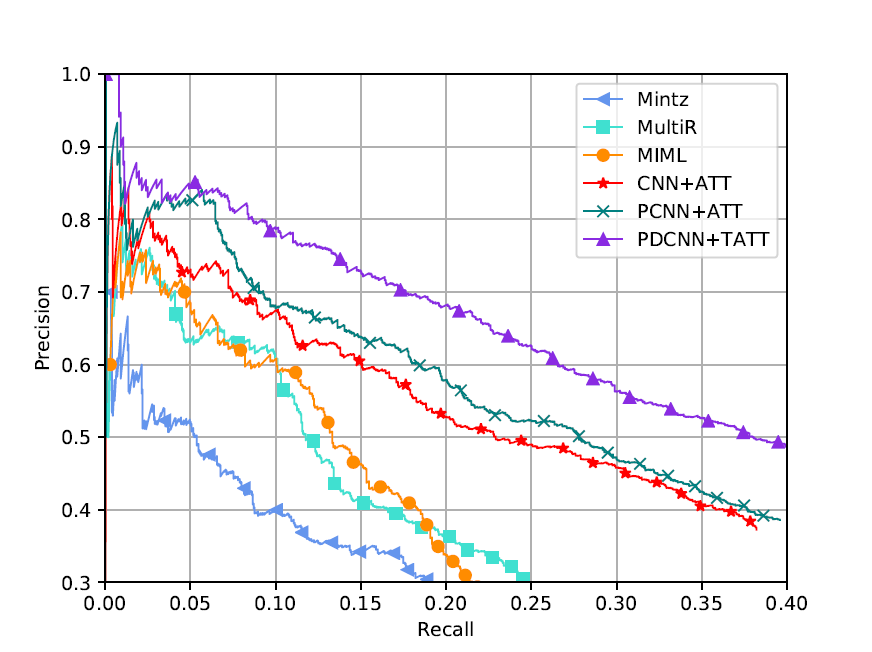 1.0
0.9
0.8
0.7
0.6
0.5
0.4
0.3
Precision
Mintz
MultiR
MIML
CNN+ATT
PCNN+ATT
PDCNN+TATT
0.00 0.05 0.10 0.15 0.20 0.25 0.30 0.35 0.40
Recall